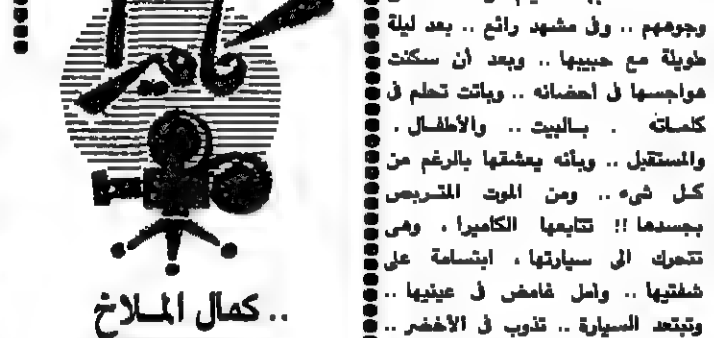 وجوههم .. وفى مشهد رائع .. بعد ليلة
طويلة مع حبيبها .. وبعد أن سكنت
هواجسها فى أحضانه .. وباتت تحلم فى
كلماته . بالبيت .. والأطفال .
والمستقبل .. وبأنه يعشقها بالرغم من
كل شىء .. ومن الموت المتربص
بجسدها !! تتابعها الكاميرا ، وهى
تتحرك الى سيارتها ، ابتسامة على
شفتيها .. وامل غامض فى عينيها ..
وتبتعد السيارة .. تذوب فى الأخضر ..
.. كمال الملاخ